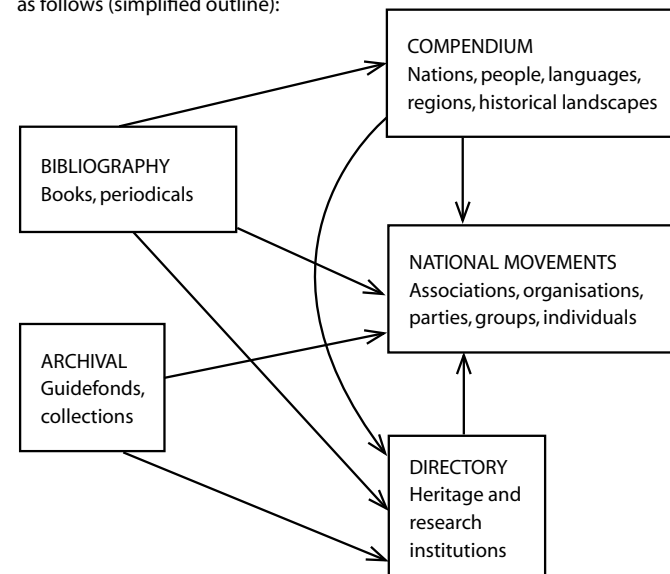 as follows (simplified outline):
COMPENDIUM
Nations, people, languages,
regions, historical landscapes
BIBLIOGRAPHY
Books, periodicals
NATIONAL MOVEMENTS
Associations, organisations,
parties, groups, individuals
ARCHIVAL
Guidefonds,
collections
DIRECTORY
Heritage and
research
institutions